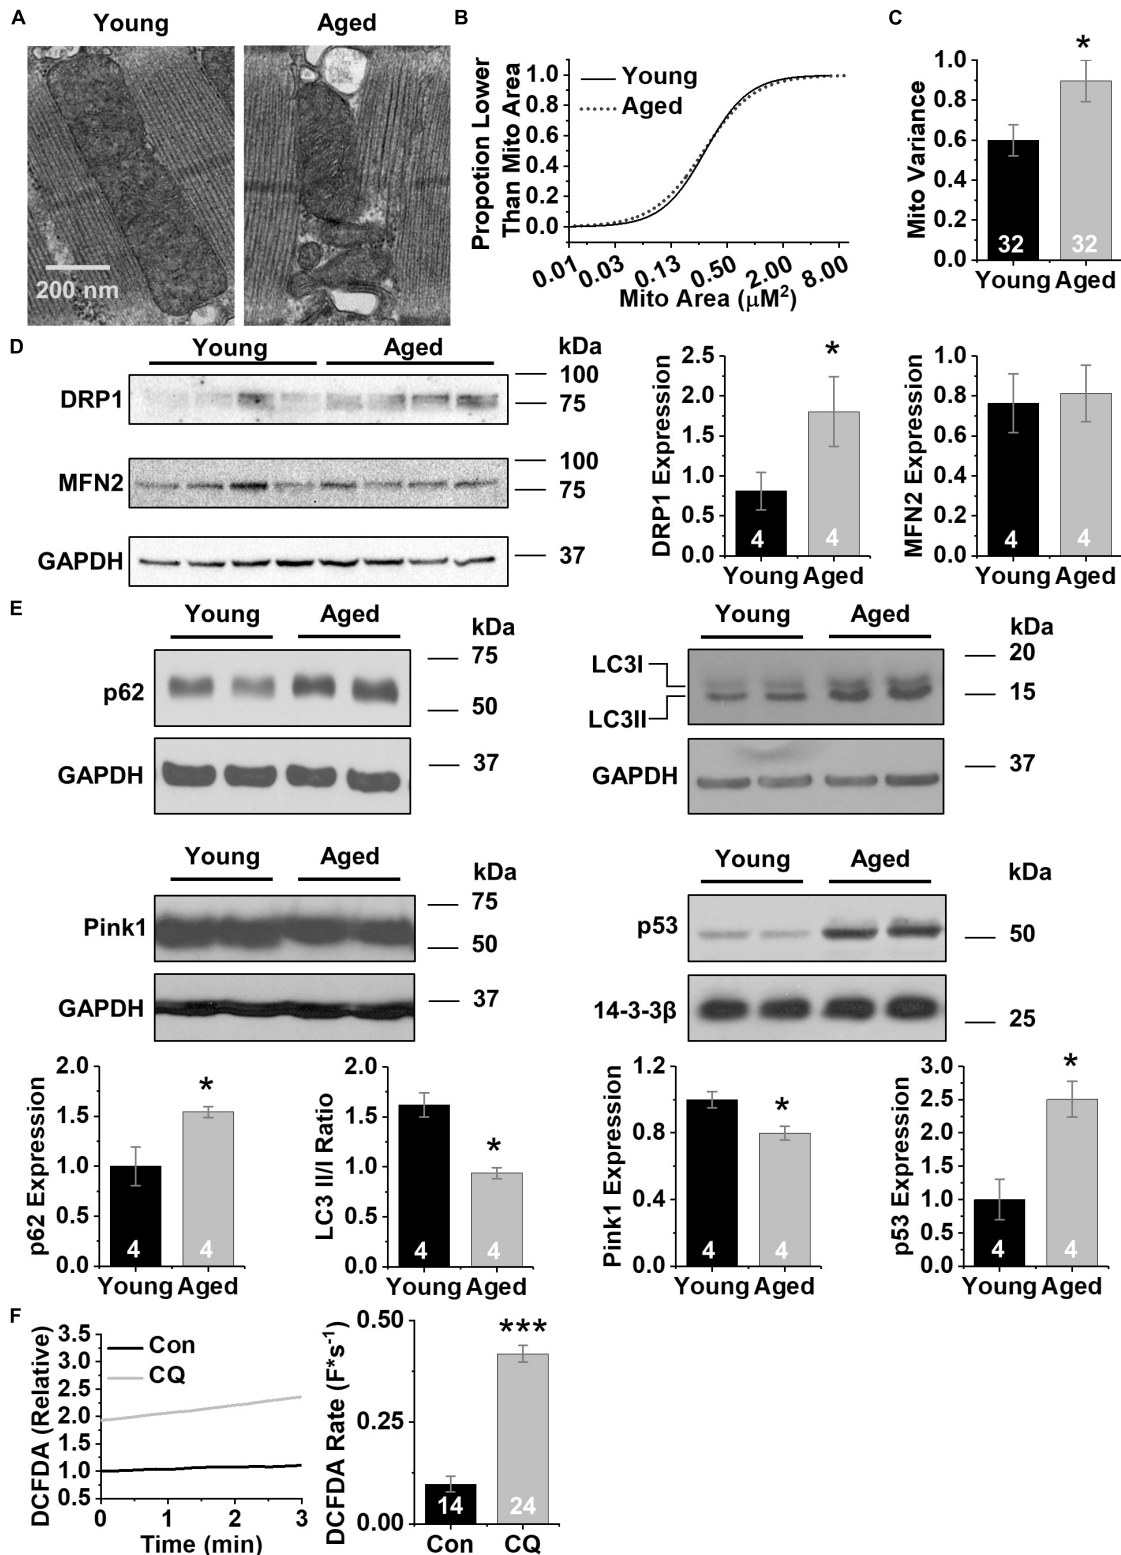 A
Young
Aged
200 nm
B
Propotion Lower
Than Mito Area
1.0
0.8
0.6
0.4
0.2
0.0
Young
Aged
0.01
0.03
0.13
0.50
2.00
8.00
Mito Area (μM²)
C
Mito Variance
1.0
0.8
0.6
0.4
0.2
0.0
*
32
32
Young Aged
D
Young
Aged
kDa
DRP1
100
75
MFN2
100
75
GAPDH
37
DRP1 Expression
2.5
2.0
1.5
1.0
0.5
0.0
*
4
4
Young Aged
MFN2 Expression
1.0
0.8
0.6
0.4
0.2
0.0
4
4
Young Aged
E
Young
Aged
kDa
p62
75
50
GAPDH
37
Young
Aged
kDa
LC3I
LC3II
20
15
GAPDH
37
Young
Aged
kDa
Pink1
75
50
GAPDH
37
Young
Aged
kDa
p53
50
14-3-3β
25
p62 Expression
2.0
1.5
1.0
0.5
0.0
*
4
4
Young Aged
LC3 II/I Ratio
2.0
1.5
1.0
0.5
0.0
*
4
4
Young Aged
Pink1 Expression
1.2
0.8
0.4
0.0
*
4
4
Young Aged
p53 Expression
3.0
2.5
2.0
1.5
1.0
0.5
0.0
*
4
4
Young Aged
F
DCFDA (Relative)
3.5
3.0
2.5
2.0
1.5
1.0
0.5
Con
CQ
0
1
2
3
Time (min)
DCFDA Rate (F*s⁻¹)
0.50
0.25
0.00
***
14
24
Con
CQ